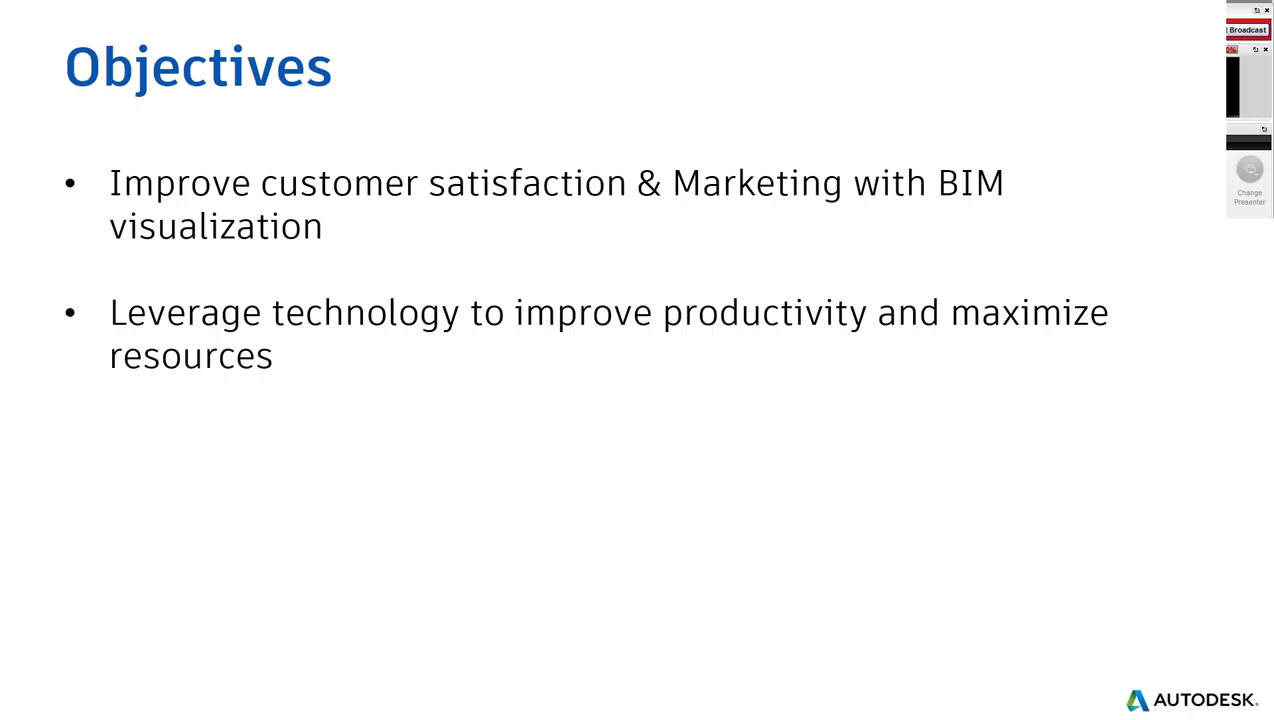 Objectives
• Improve customer satisfaction & Marketing with BIM
visualization
• Leverage technology to improve productivity and maximize
resources
Broadcast
Change
Presenter
AUTODESK.